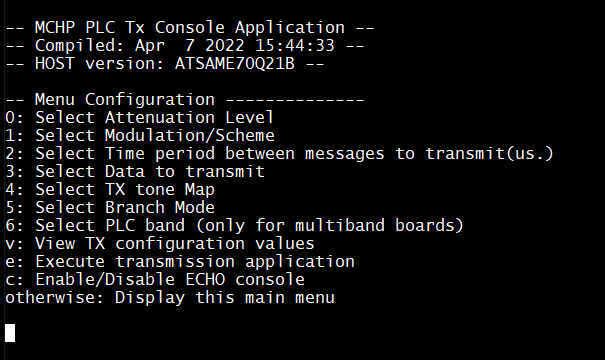 -- MCHP PLC Tx Console Application --
-- Compiled: Apr  7 2022 15:44:33 --
-- HOST version: ATSAME70Q21B --
-- Menu Configuration --------------
0: Select Attenuation Level
1: Select Modulation/Scheme
2: Select Time period between messages to transmit(us.)
3: Select Data to transmit
4: Select TX tone Map
5: Select Branch Mode
6: Select PLC band (only for multiband boards)
v: View TX configuration values
e: Execute transmission application
c: Enable/Disable ECHO console
otherwise: Display this main menu